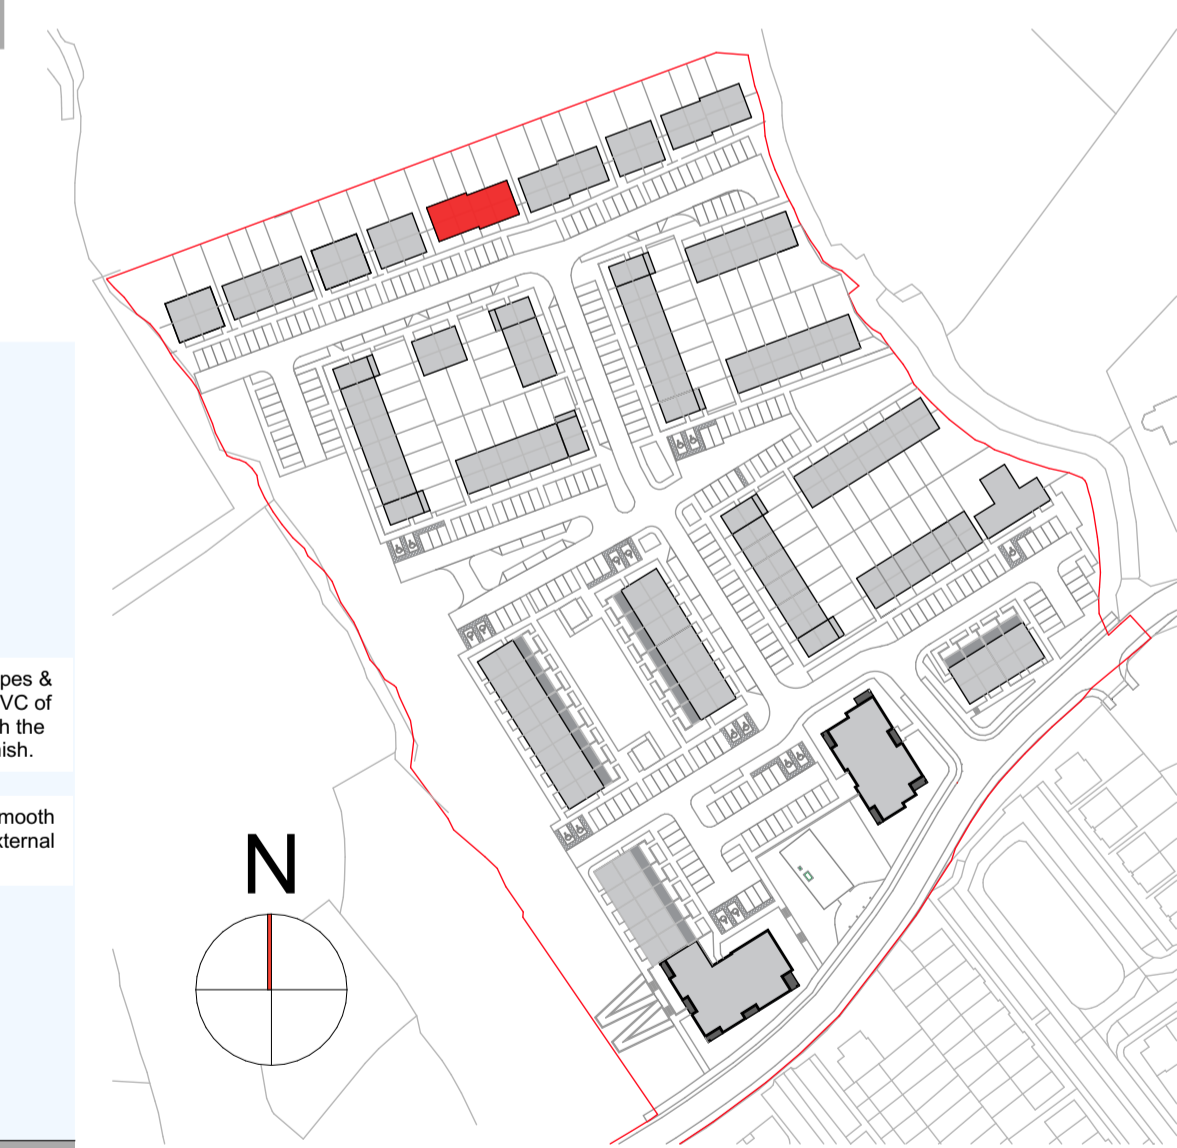 pes &
VC of
h the
ish.
mooth
xternal
N